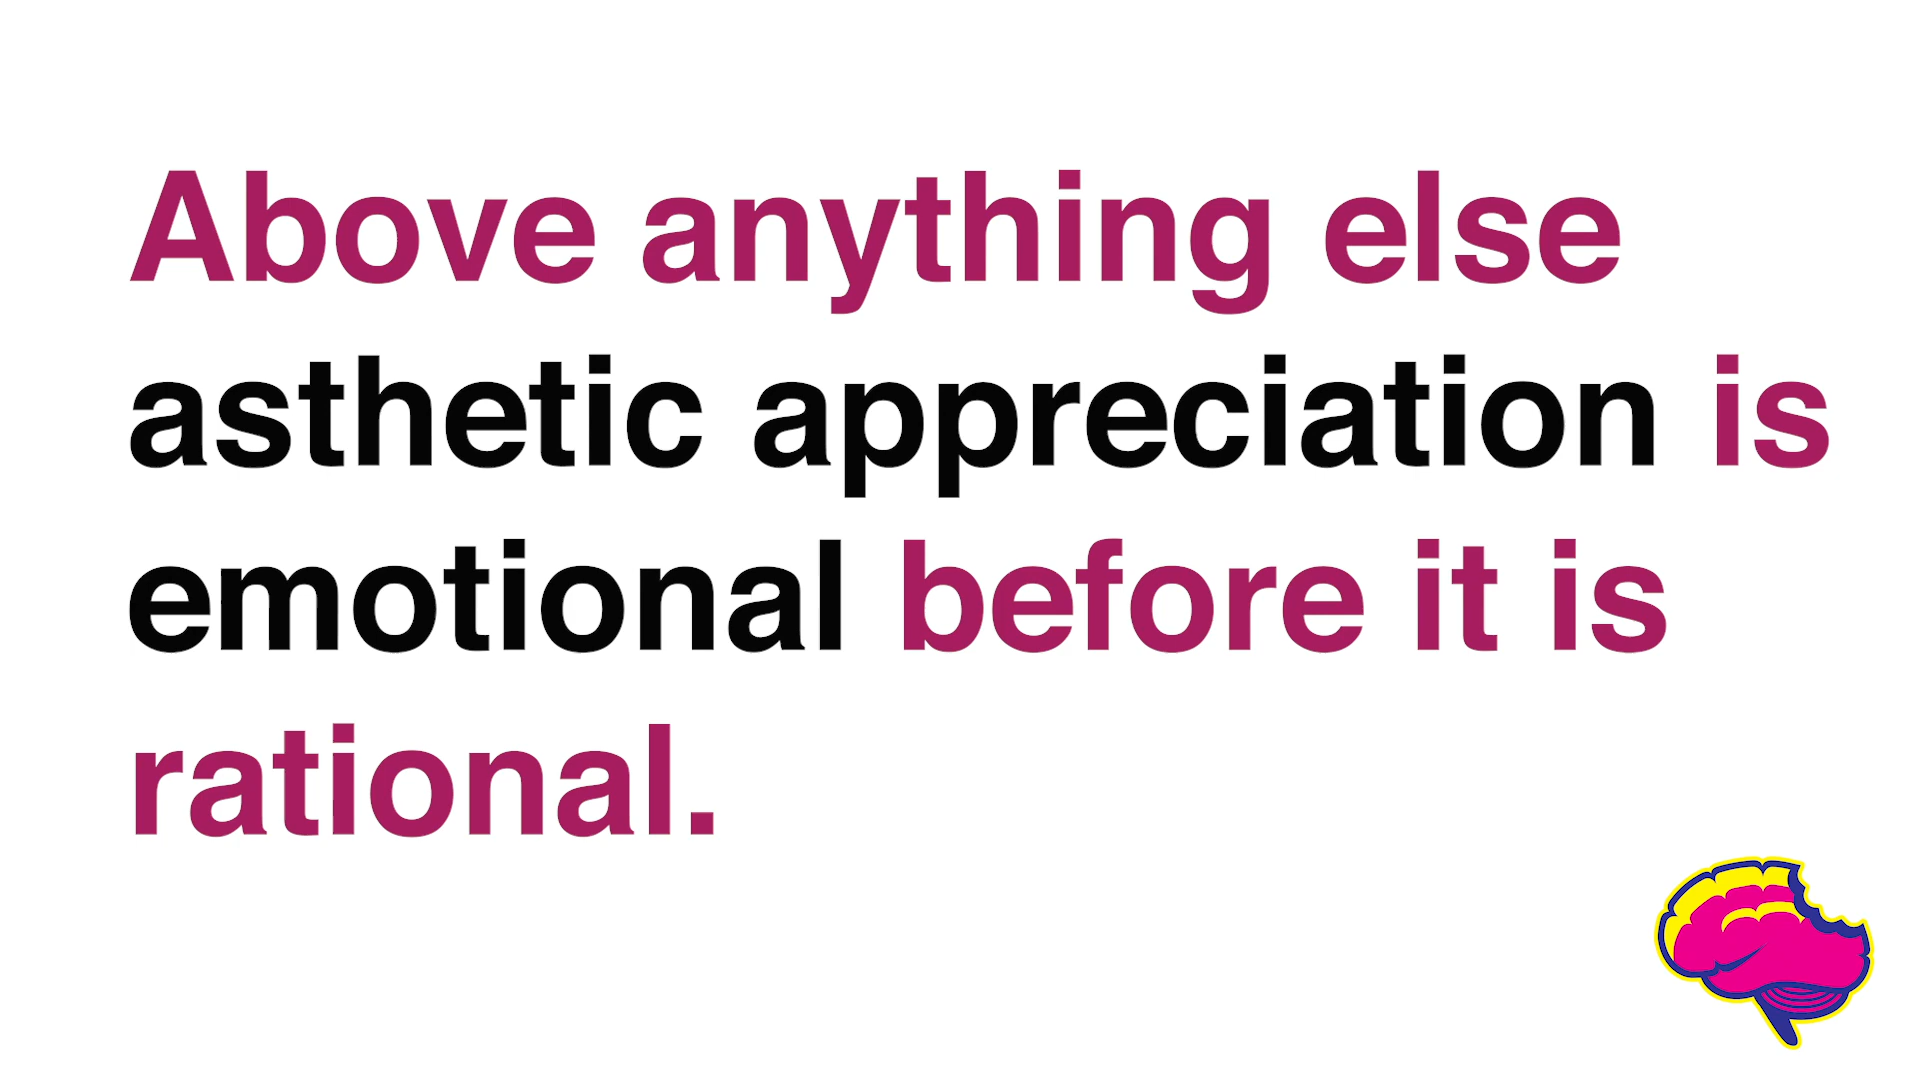 Above anything else
asthetic appreciation is
emotional before it is
rational.